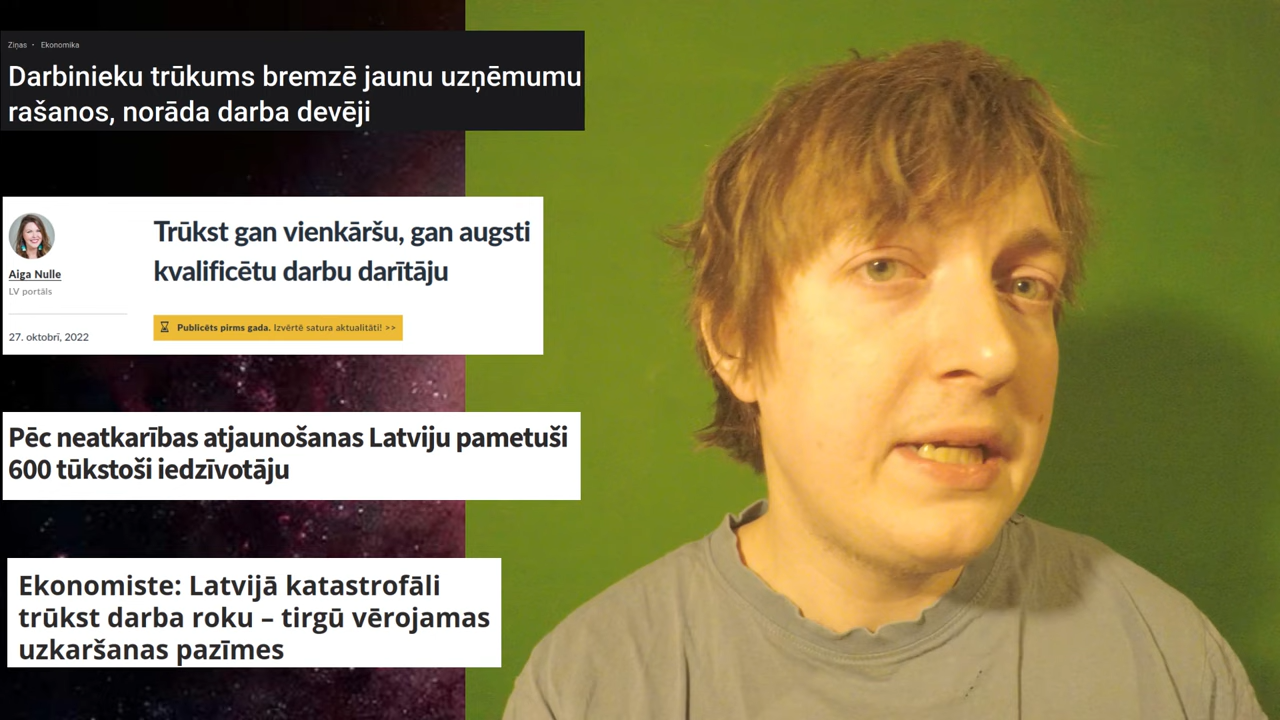 Ziņas • Ekonomika
Darbinieku trūkums bremzē jaunu uzņēmumu
rašanos, norāda darba devēji
Trūkst gan vienkāršu, gan augsti
kvalificētu darbu darītāju
Aiga Nulle
LV portāls
27. oktobrī, 2022
Publicēts pirms gada. Izvērtē satura aktualitāti! >>
Pēc neatkarības atjaunošanas Latviju pametuši
600 tūkstoši iedzīvotāju
Ekonomiste: Latvijā katastrofāli
trūkst darba roku – tirgū vērojamas
uzkaršanas pazīmes